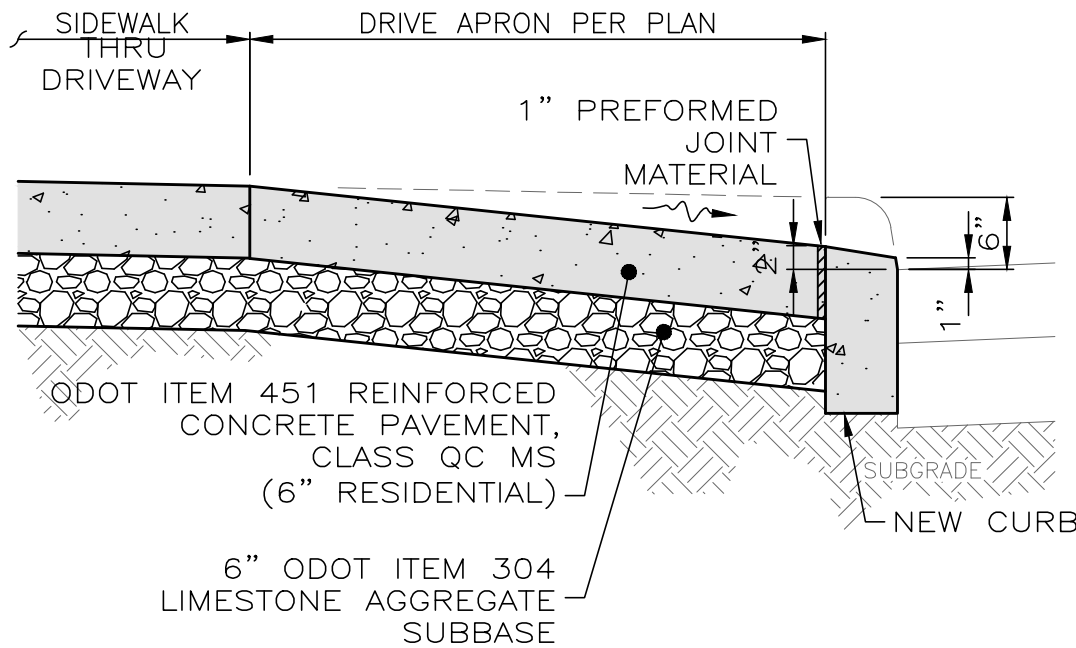 SIDEWALK
THRU
DRIVEWAY
DRIVE APRON PER PLAN
1” PREFORMED
JOINT
MATERIAL
2”
6”
1”
ODOT ITEM 451 REINFORCED
CONCRETE PAVEMENT,
CLASS QC MS
(6” RESIDENTIAL)
SUBGRADE
NEW CURB
6” ODOT ITEM 304
LIMESTONE AGGREGATE
SUBBASE